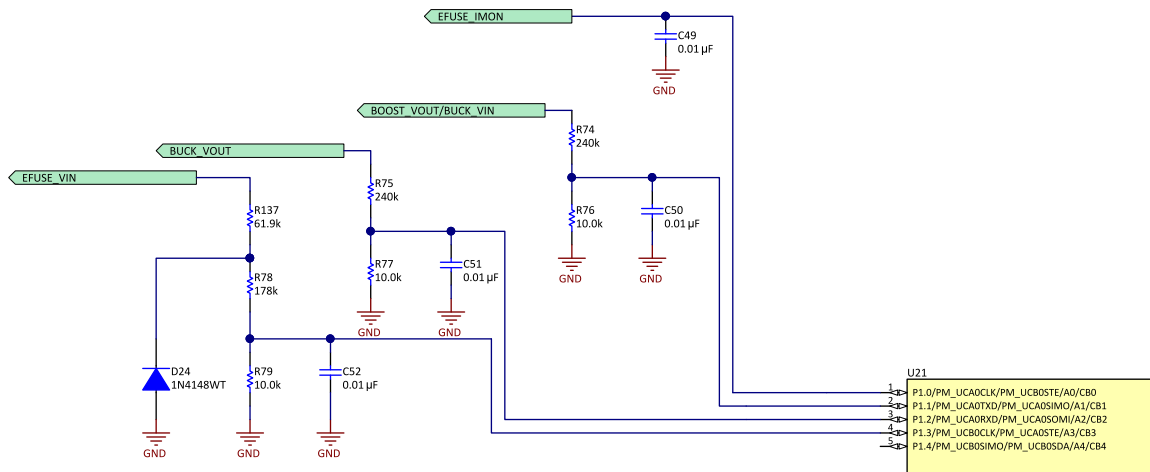 EFUSE_IMON
C49
0.01 µF
GND
BOOST_VOUT/BUCK_VIN
R74
240k
BUCK_VOUT
EFUSE_VIN
R75
240k
R137
61.9k
R76
10.0k
C50
0.01 µF
GND
GND
R77
10.0k
C51
0.01 µF
R78
178k
GND
GND
D24
1N4148WT
R79
10.0k
C52
0.01 µF
GND
GND
GND
U21
1 P1.0/PM_UCA0CLK/PM_UCB0STE/A0/CB0
2 P1.1/PM_UCA0TXD/PM_UCA0SIMO/A1/CB1
3 P1.2/PM_UCA0RXD/PM_UCA0SOMI/A2/CB2
4 P1.3/PM_UCB0CLK/PM_UCA0STE/A3/CB3
5 P1.4/PM_UCB0SIMO/PM_UCB0SDA/A4/CB4